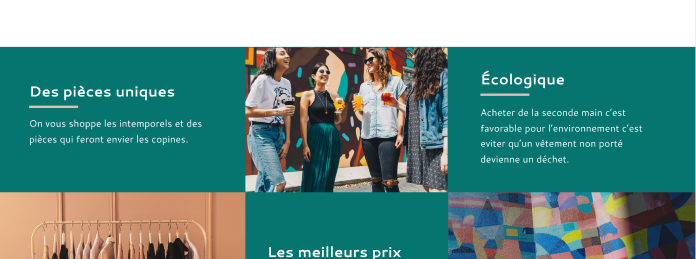 Des pièces uniques
On vous shoppe les intemporels et des
pièces qui feront envier les copines.
Écologique
Acheter de la seconde main c'est
favorable pour l'environnement c'est
eviter qu'un vêtement non porté
devienne un déchet.
Les meilleurs prix